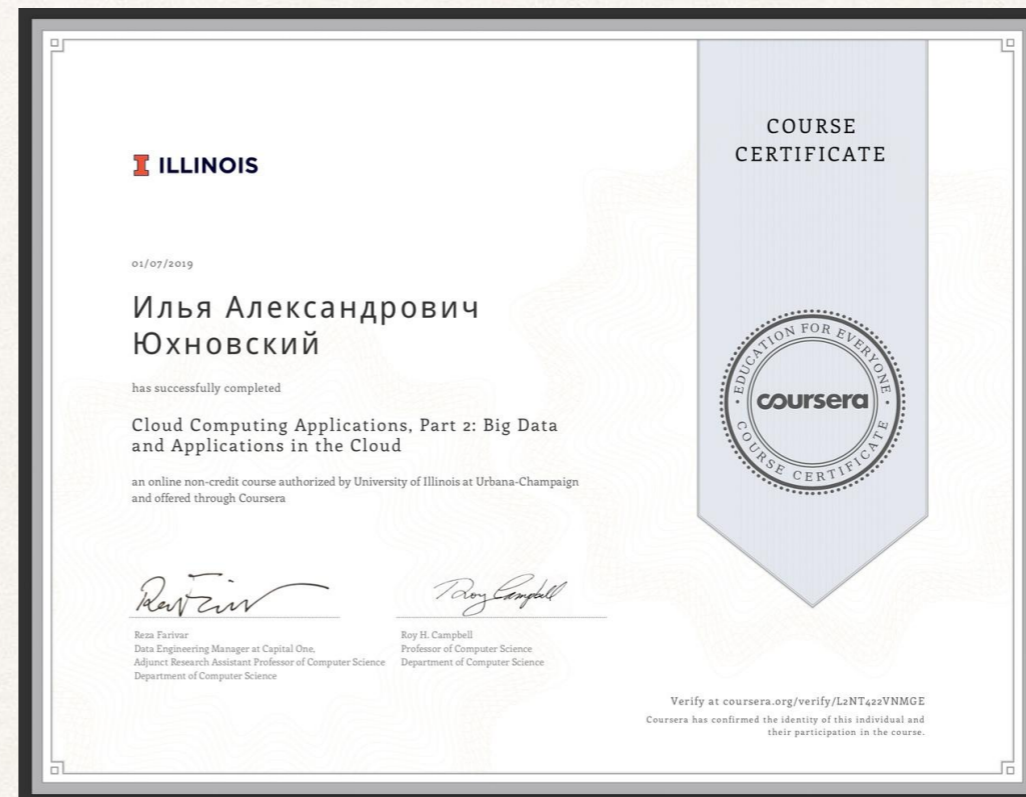 ILLINOIS
COURSE
CERTIFICATE
01/07/2019
Илья Александрович
Юхновский
has successfully completed
Cloud Computing Applications, Part 2: Big Data
and Applications in the Cloud
an online non-credit course authorized by University of Illinois at Urbana-Champaign
and offered through Coursera
EDUCATION FOR EVERYONE
coursera
COURSE CERTIFICATE
Reza Farivar
Data Engineering Manager at Capital One,
Adjunct Research Assistant Professor of Computer Science
Department of Computer Science
Roy Campbell
Roy H. Campbell
Professor of Computer Science
Department of Computer Science
Verify at coursera.org/verify/L2NT422VNMGE
Coursera has confirmed the identity of this individual and
their participation in the course.